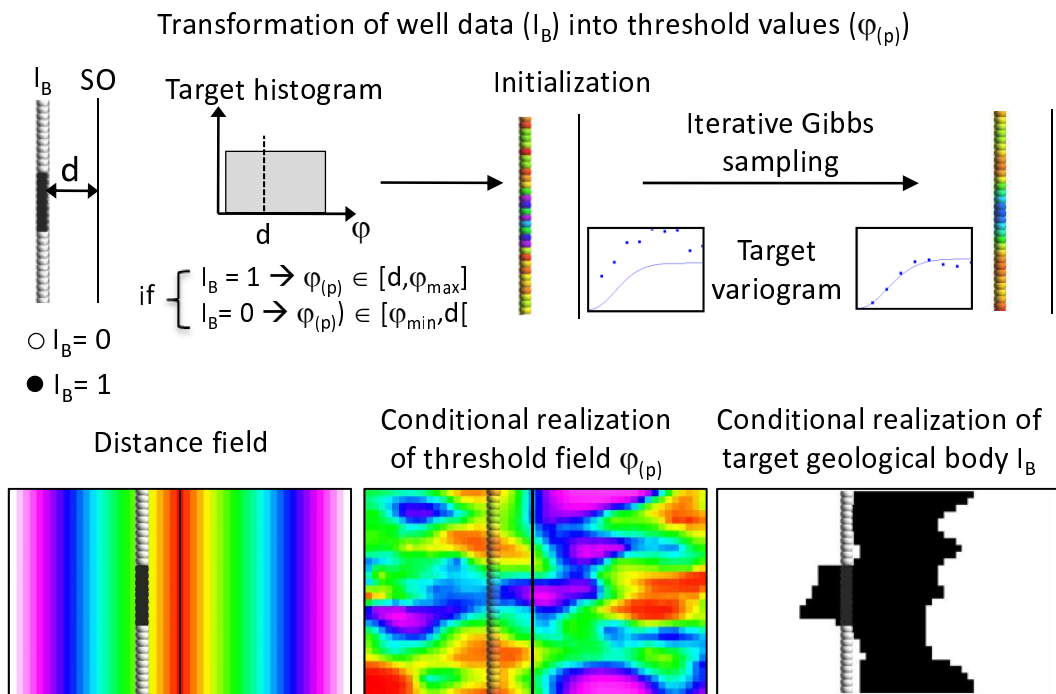 Transformation of well data (I_B) into threshold values (φ_(p))
I_B SO
d
Target histogram
d
φ
Initialization
Iterative Gibbs
sampling
Target
variogram
if
I_B = 1 → φ_(p) ∈ [d,φ_max]
I_B= 0 → φ_(p)) ∈ [φ_min,d[
○ I_B= 0
● I_B= 1
Distance field
Conditional realization
of threshold field φ_(p)
Conditional realization of
target geological body I_B